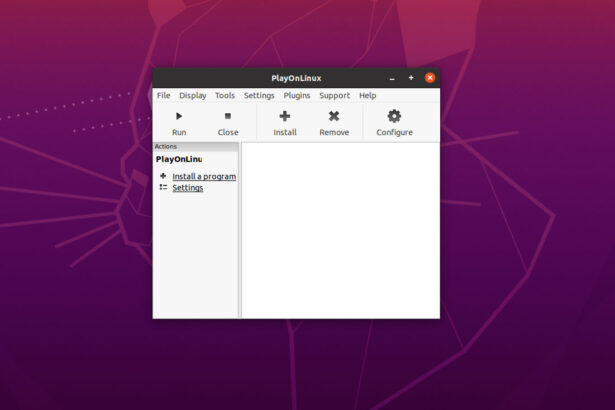 PlayOnLinux
File Display Tools Settings Plugins Support Help
Run Close Install Remove Configure
Actions
PlayOnLinu
Install a program
Settings